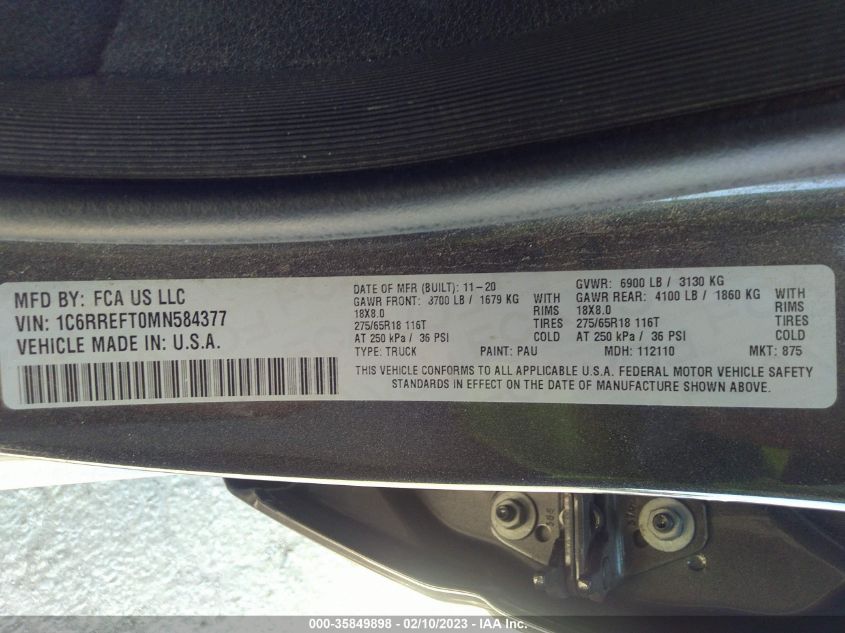 MFD BY: FCA US LLC
VIN: 1C6RREFT0MN584377
VEHICLE MADE IN: U.S.A.
DATE OF MFR (BUILT): 11-20 GVWR: 6900 LB / 3130 KG
GAWR FRONT: 3700 LB / 1679 KG WITH GAWR REAR: 4100 LB / 1860 KG WITH
18X8.0 RIMS 18X8.0 RIMS
275/65R18 116T TIRES 275/65R18 116T TIRES
AT 250 kPa / 36 PSI COLD AT 250 kPa / 36 PSI COLD
TYPE: TRUCK PAINT: PAU MDH: 112110 MKT: 875
THIS VEHICLE CONFORMS TO ALL APPLICABLE U.S.A. FEDERAL MOTOR VEHICLE SAFETY
STANDARDS IN EFFECT ON THE DATE OF MANUFACTURE SHOWN ABOVE.
000-35849898 - 02/10/2023 - IAA Inc.